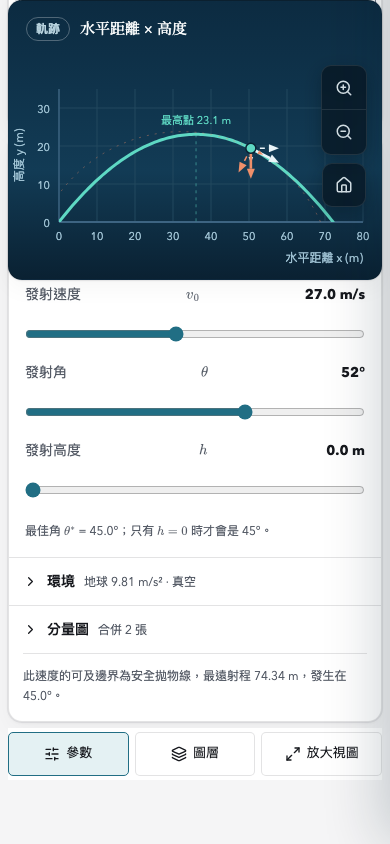 軌跡 水平距離 × 高度
最高點 23.1 m
高度 y (m)
30
20
10
0
0 10 20 30 40 50 60 70 80
水平距離 x (m)
發射速度 v₀ 27.0 m/s
發射角 θ 52°
發射高度 h 0.0 m
最佳角 θ* = 45.0°；只有 h = 0 時才會是 45°。
環境 地球 9.81 m/s² · 真空
分量圖 合併 2 張
此速度的可及邊界為安全拋物線，最遠射程 74.34 m，發生在
45.0°。
參數 圖層 放大視圖